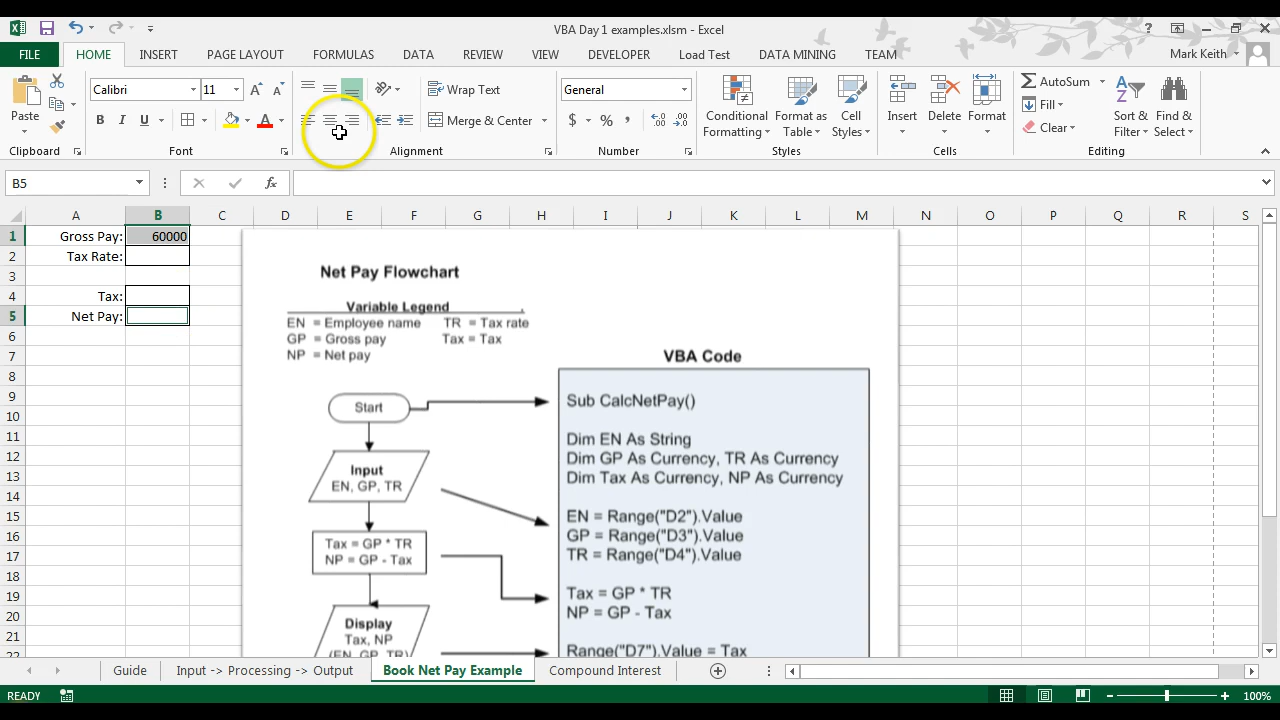 VBA Day 1 examples.xlsm - Excel
?
FILE HOME INSERT PAGE LAYOUT FORMULAS DATA REVIEW VIEW DEVELOPER Load Test DATA MINING TEAM Mark Keith
Paste
Calibri 11 A A
B I U A
Wrap Text
Merge & Center
General
$ % ,
Conditional Formatting
Format as Table
Cell Styles
Insert Delete Format
AutoSum
Fill
Clear
Sort & Filter
Find & Select
Clipboard Font Alignment Number Styles Cells Editing
B5 fx
A B C D E F G H I J K L M N O P Q R S
1 Gross Pay: 60000
2 Tax Rate:
3
4 Tax:
5 Net Pay:
6
7
8
9
10
11
12
13
14
15
16
17
18
19
20
21
22
Net Pay Flowchart
Variable Legend
EN = Employee name TR = Tax rate
GP = Gross pay Tax = Tax
NP = Net pay
Start
Input
EN, GP, TR
Tax = GP * TR
NP = GP - Tax
Display
Tax, NP
(EN, GP, TR)
VBA Code
Sub CalcNetPay()
Dim EN As String
Dim GP As Currency, TR As Currency
Dim Tax As Currency, NP As Currency
EN = Range("D2").Value
GP = Range("D3").Value
TR = Range("D4").Value
Tax = GP * TR
NP = GP - Tax
Range("D7").Value = Tax
Guide Input -> Processing -> Output Book Net Pay Example Compound Interest
READY 100%